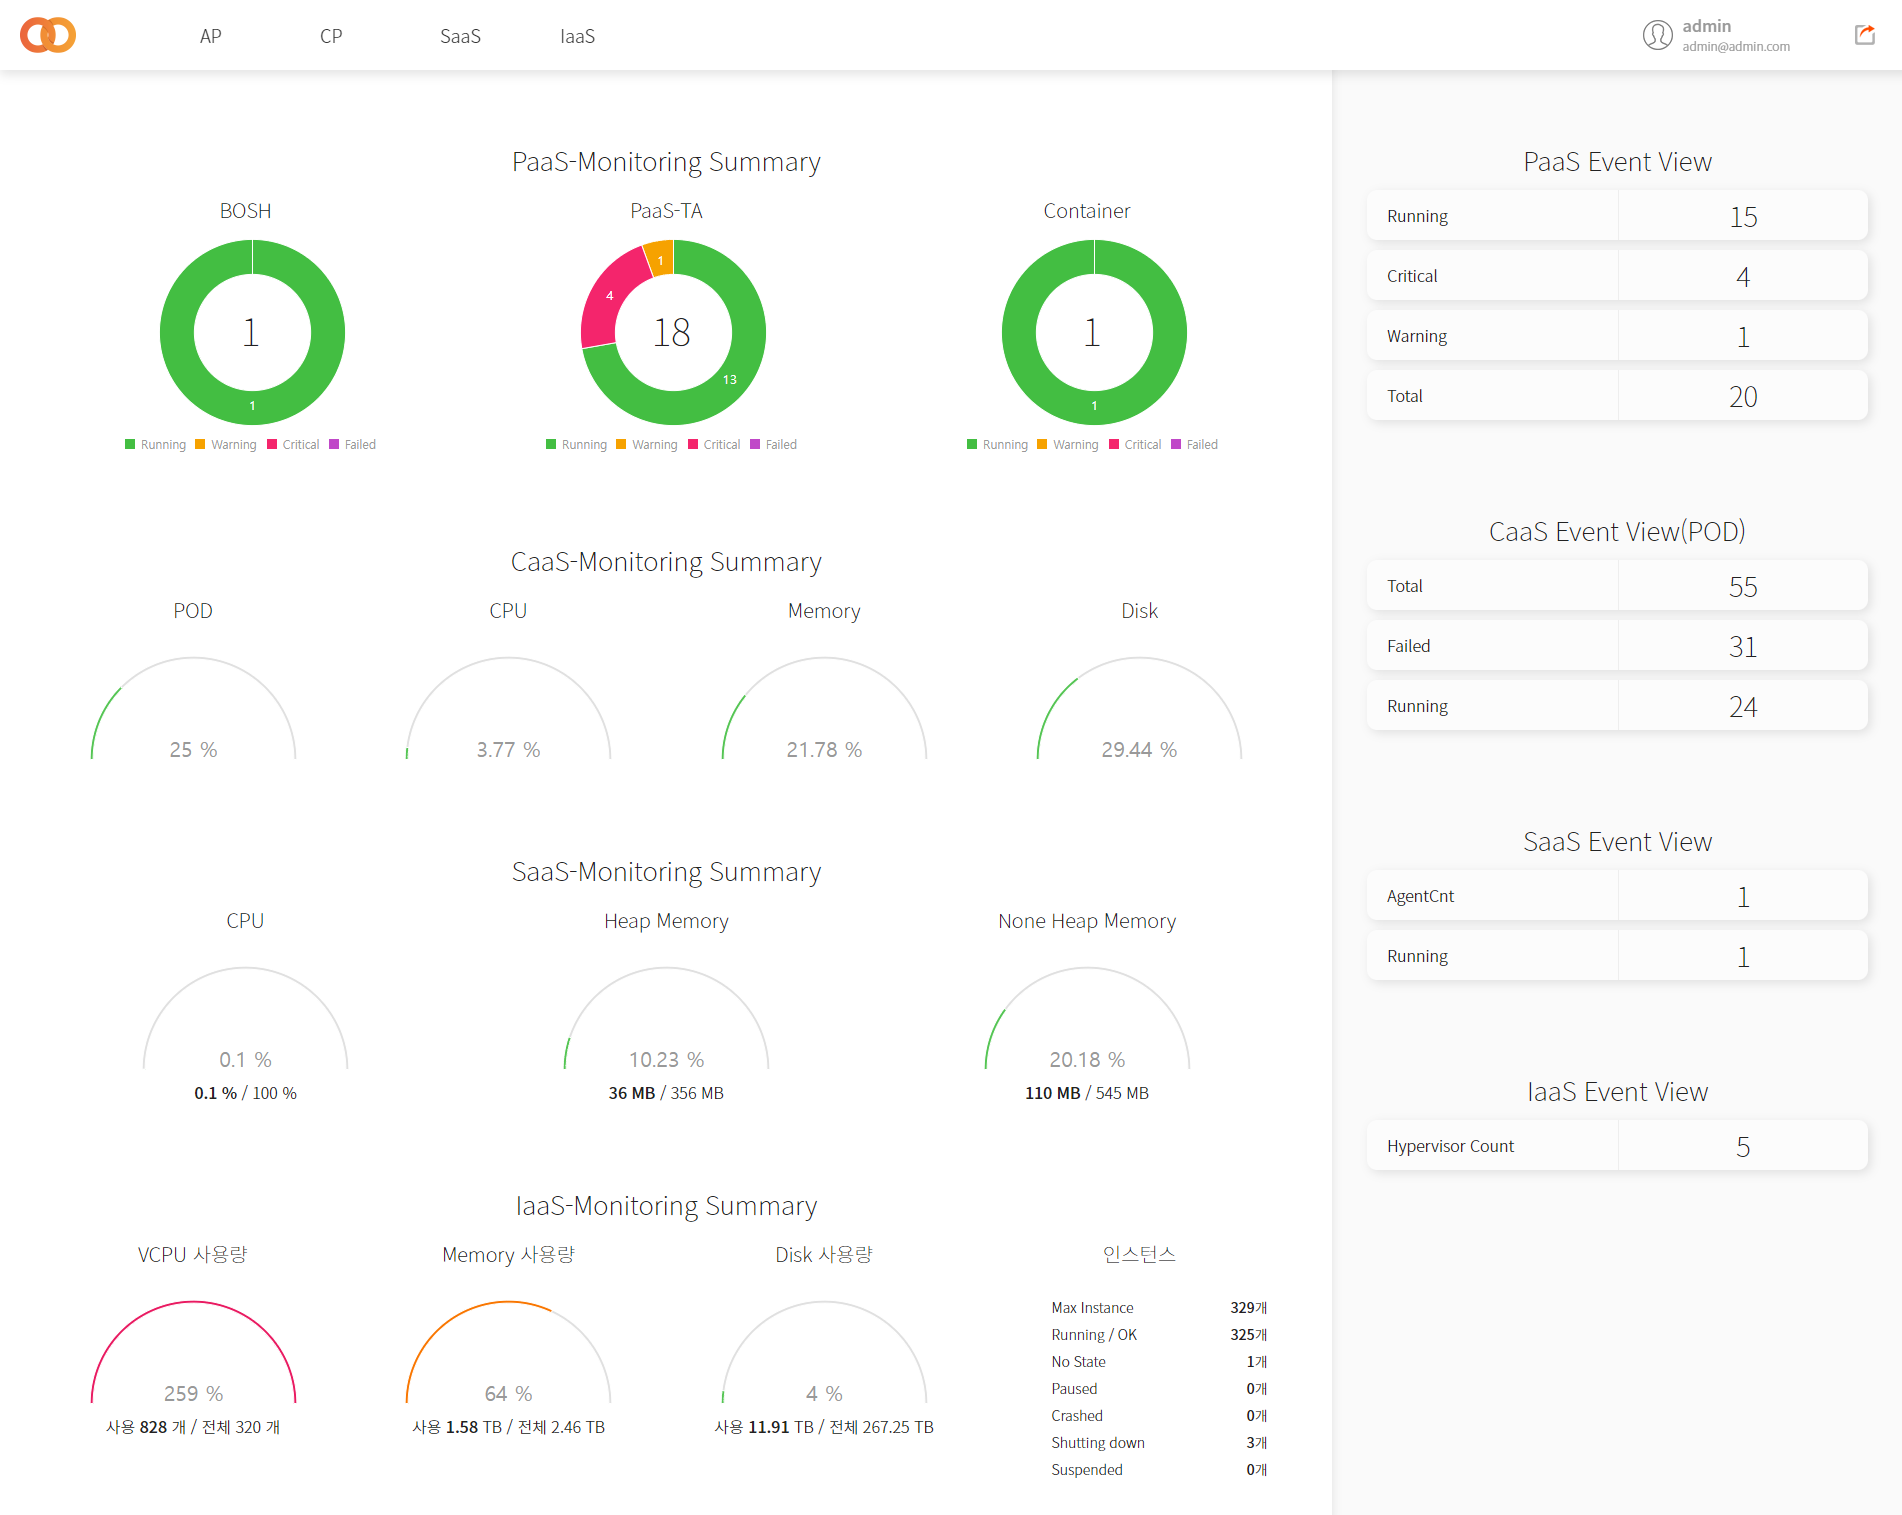 AP CP SaaS IaaS
admin
admin@admin.com
PaaS-Monitoring Summary
BOSH PaaS-TA Container
1
1
Running Warning Critical Failed
1
4
18
13
Running Warning Critical Failed
1
1
Running Warning Critical Failed
CaaS-Monitoring Summary
POD CPU Memory Disk
25 % 3.77 % 21.78 % 29.44 %
SaaS-Monitoring Summary
CPU Heap Memory None Heap Memory
0.1 % 10.23 % 20.18 %
0.1 % / 100 % 36 MB / 356 MB 110 MB / 545 MB
IaaS-Monitoring Summary
VCPU 사용량 Memory 사용량 Disk 사용량 인스턴스
259 % 64 % 4 %
사용 828 개 / 전체 320 개 사용 1.58 TB / 전체 2.46 TB 사용 11.91 TB / 전체 267.25 TB
Max Instance 329개
Running / OK 325개
No State 1개
Paused 0개
Crashed 0개
Shutting down 3개
Suspended 0개
PaaS Event View
Running 15
Critical 4
Warning 1
Total 20
CaaS Event View(POD)
Total 55
Failed 31
Running 24
SaaS Event View
AgentCnt 1
Running 1
IaaS Event View
Hypervisor Count 5